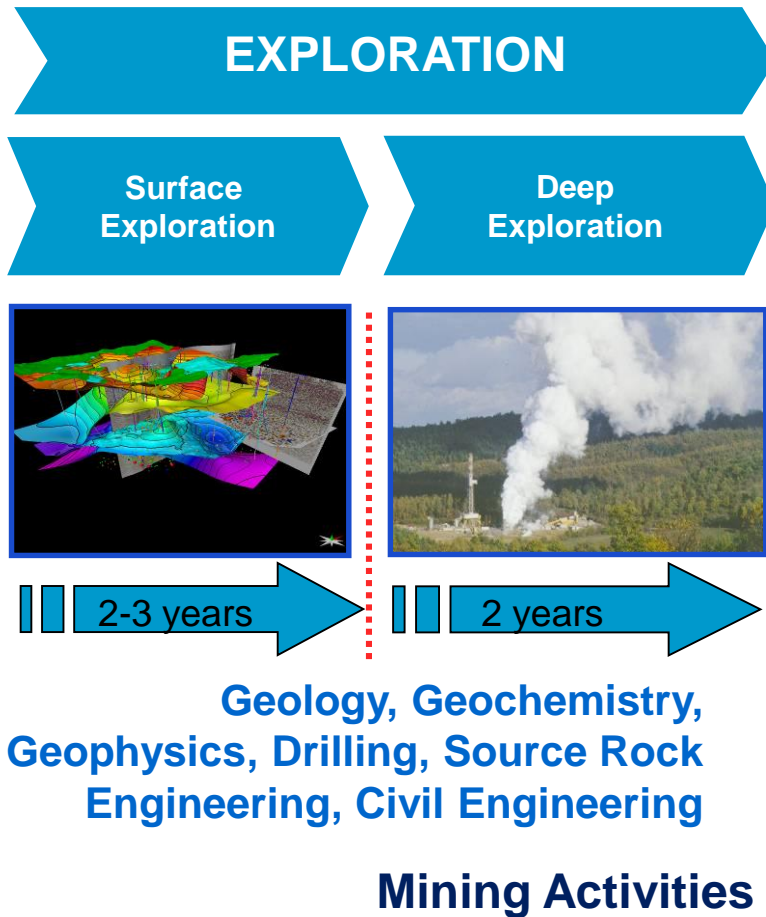 EXPLORATION
Surface
Exploration
Deep
Exploration
2-3 years
2 years
Geology, Geochemistry,
Geophysics, Drilling, Source Rock
Engineering, Civil Engineering
Mining Activities